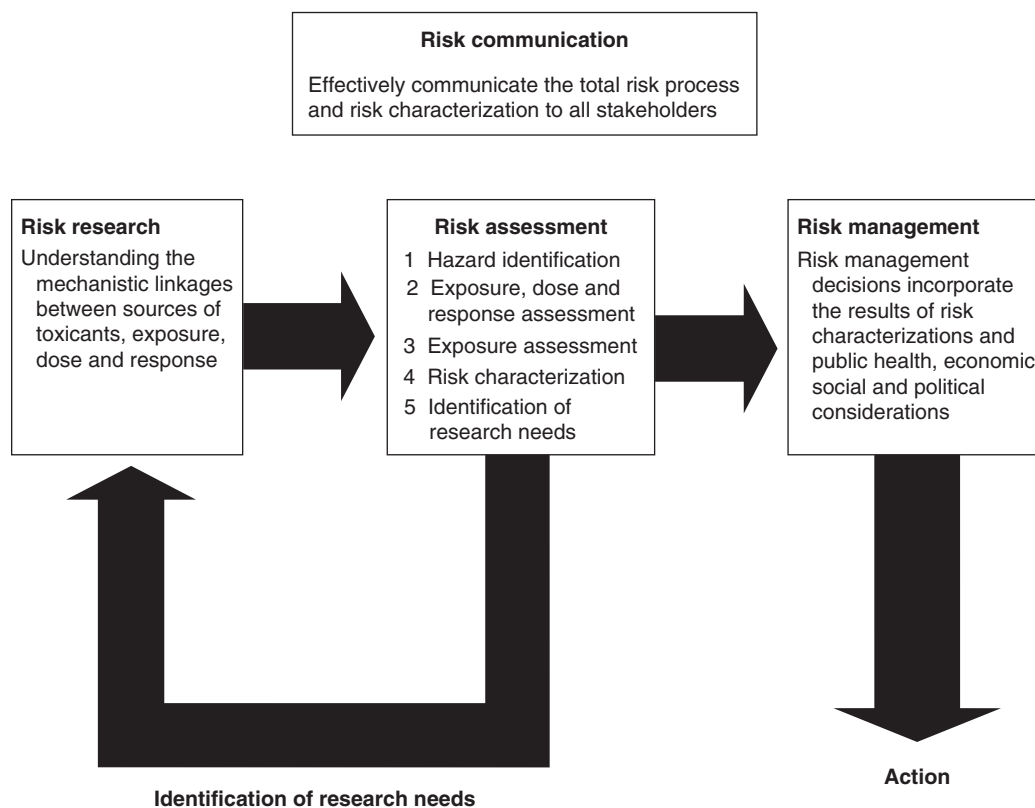 Risk communication
Effectively communicate the total risk process
and risk characterization to all stakeholders
Risk research
Understanding the
mechanistic linkages
between sources of
toxicants, exposure,
dose and response
Risk assessment
1 Hazard identification
2 Exposure, dose and
response assessment
3 Exposure assessment
4 Risk characterization
5 Identification of
research needs
Risk management
Risk management
decisions incorporate
the results of risk
characterizations and
public health, economic
social and political
considerations
Action
Identification of research needs